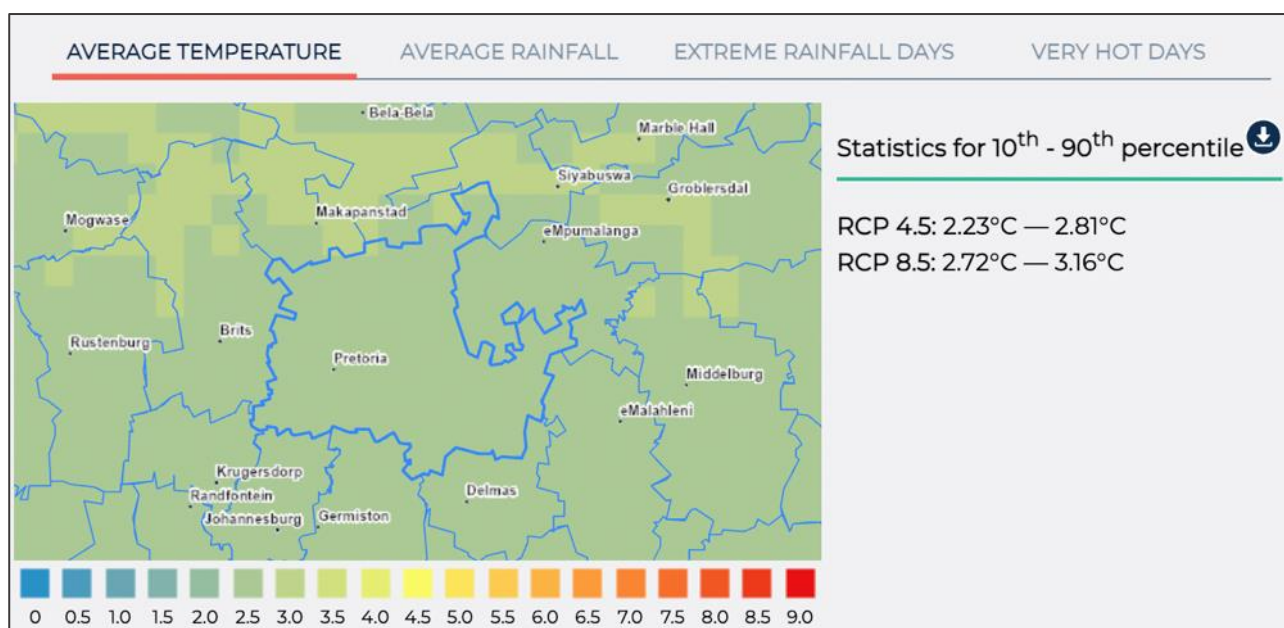 AVERAGE TEMPERATURE AVERAGE RAINFALL EXTREME RAINFALL DAYS VERY HOT DAYS
Bela-Bela
Marble Hall
Siyabuswa
Groblersdal
Makapanstad
Mogwase
eMpumalanga
Brits
Rustenburg
Pretoria
Middelburg
eMalahleni
Krugersdorp
Randfontein
Delmas
Johannesburg
Germiston
0 0.5 1.0 1.5 2.0 2.5 3.0 3.5 4.0 4.5 5.0 5.5 6.0 6.5 7.0 7.5 8.0 8.5 9.0
Statistics for 10th - 90th percentile
RCP 4.5: 2.23°C — 2.81°C
RCP 8.5: 2.72°C — 3.16°C